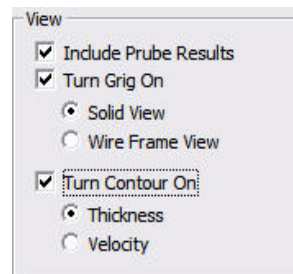 View
Include Prube Results
Turn Grig On
Solid View
Wire Frame View
Turn Contour On
Thickness
Velocity